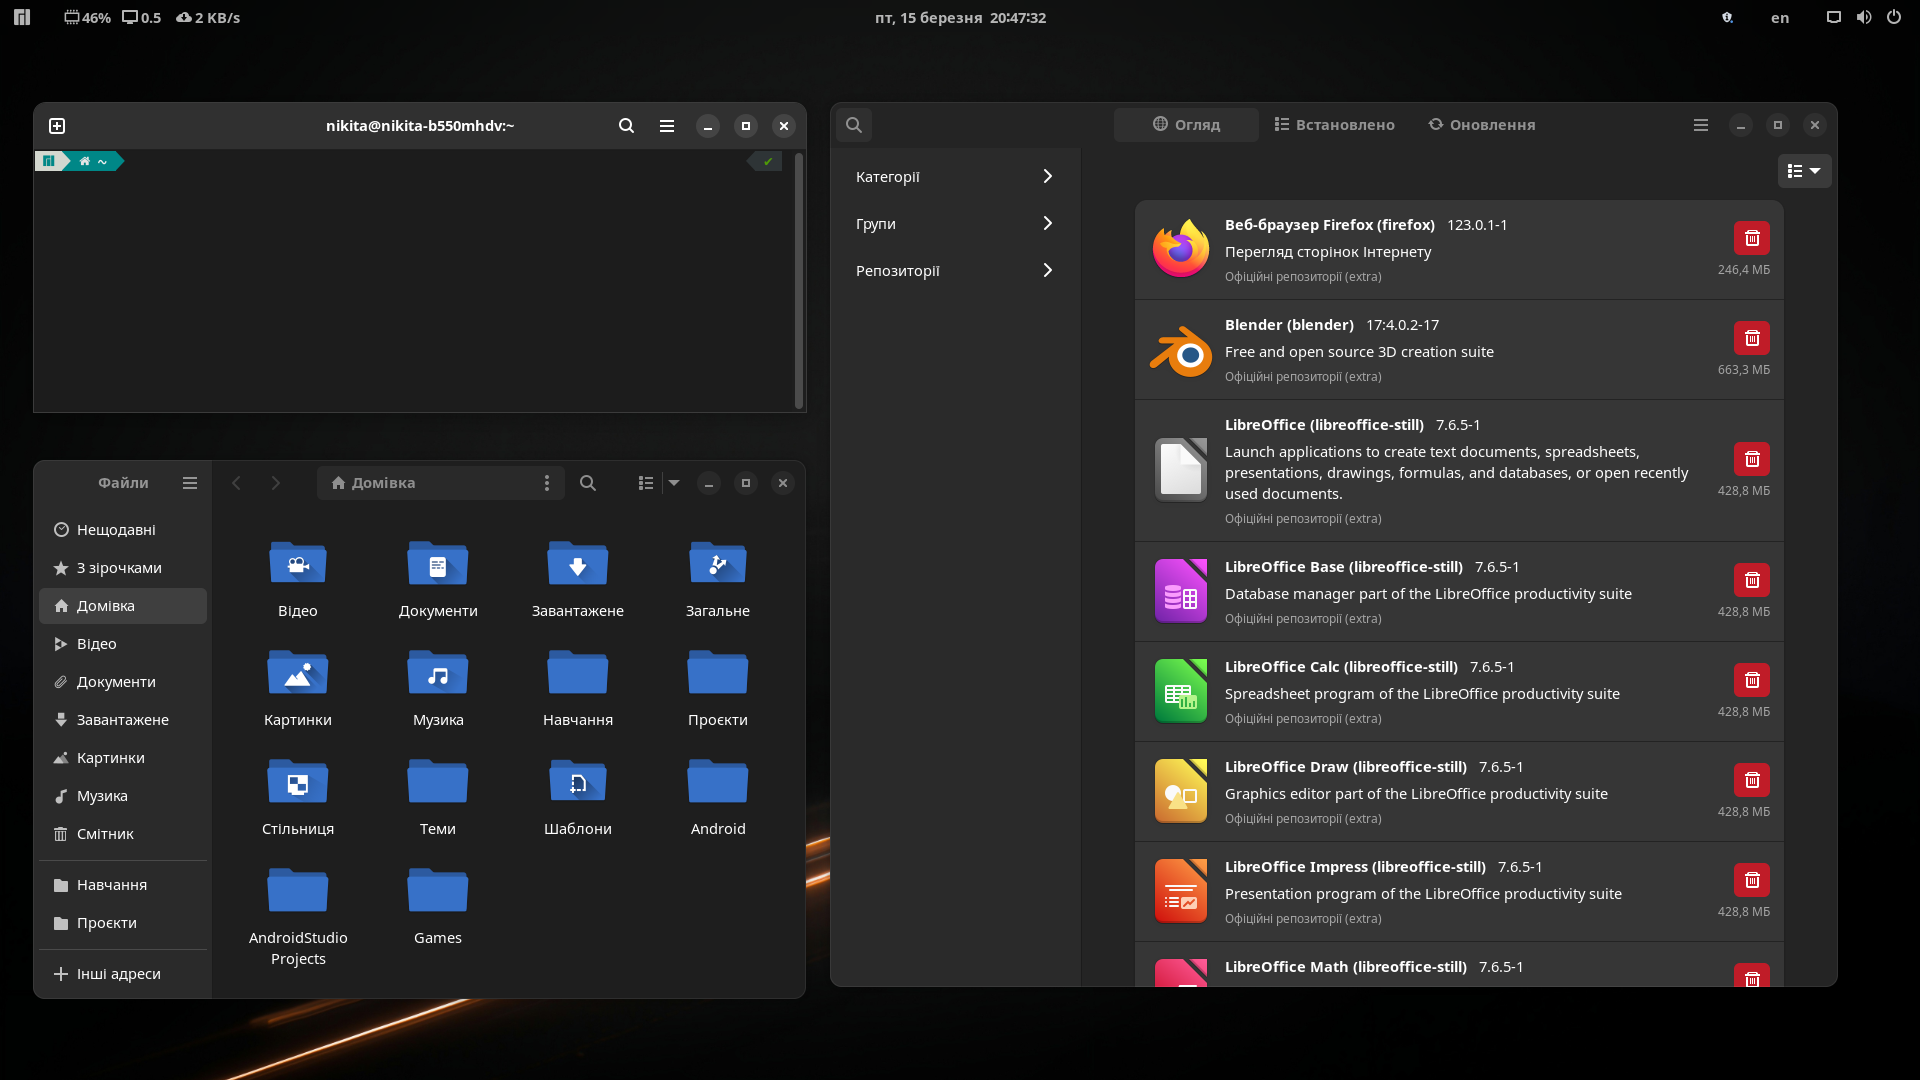 46% 0.5 2 KB/s
пт, 15 березня 20:47:32
en
nikita@nikita-b550mhdv:~
~
Файли
Домівка
Нещодавні
З зірочками
Домівка
Відео
Документи
Завантажене
Картинки
Музика
Смітник
Навчання
Проєкти
Інші адреси
Відео
Документи
Завантажене
Загальне
Картинки
Музика
Навчання
Проєкти
Стільниця
Теми
Шаблони
Android
AndroidStudio
Projects
Games
Огляд
Встановлено
Оновлення
Категорії
Групи
Репозиторії
Веб-браузер Firefox (firefox) 123.0.1-1
Перегляд сторінок Інтернету
Офіційні репозиторії (extra)
246,4 МБ
Blender (blender) 17:4.0.2-17
Free and open source 3D creation suite
Офіційні репозиторії (extra)
663,3 МБ
LibreOffice (libreoffice-still) 7.6.5-1
Launch applications to create text documents, spreadsheets,
presentations, drawings, formulas, and databases, or open recently
used documents.
Офіційні репозиторії (extra)
428,8 МБ
LibreOffice Base (libreoffice-still) 7.6.5-1
Database manager part of the LibreOffice productivity suite
Офіційні репозиторії (extra)
428,8 МБ
LibreOffice Calc (libreoffice-still) 7.6.5-1
Spreadsheet program of the LibreOffice productivity suite
Офіційні репозиторії (extra)
428,8 МБ
LibreOffice Draw (libreoffice-still) 7.6.5-1
Graphics editor part of the LibreOffice productivity suite
Офіційні репозиторії (extra)
428,8 МБ
LibreOffice Impress (libreoffice-still) 7.6.5-1
Presentation program of the LibreOffice productivity suite
Офіційні репозиторії (extra)
428,8 МБ
LibreOffice Math (libreoffice-still) 7.6.5-1